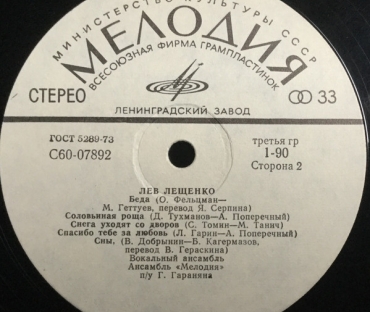 МИНИСТЕРСТВО КУЛЬТУРЫ СССР
МЕЛОДИЯ
ВСЕСОЮЗНАЯ ФИРМА ГРАМПЛАСТИНОК
СТЕРЕО
33
ЛЕНИНГРАДСКИЙ ЗАВОД
ГОСТ 5289-73
третья гр
С60-07892
1-90
Сторона 2
ЛЕВ ЛЕЩЕНКО
Беда (О. Фельцман—
М. Геттуев, перевод Я. Серпина)
Соловьиная роща (Д. Тухманов—А. Поперечный)
Снега уходят со дворов (С. Томин—М. Танич)
Спасибо тебе за любовь (Л. Гарин—А. Поперечный)
Сны, (В. Добрынин—Б. Кагермазов,
перевод В. Гераскина)
Вокальный ансамбль
Ансамбль «Мелодия»
п/у Г. Гараняна